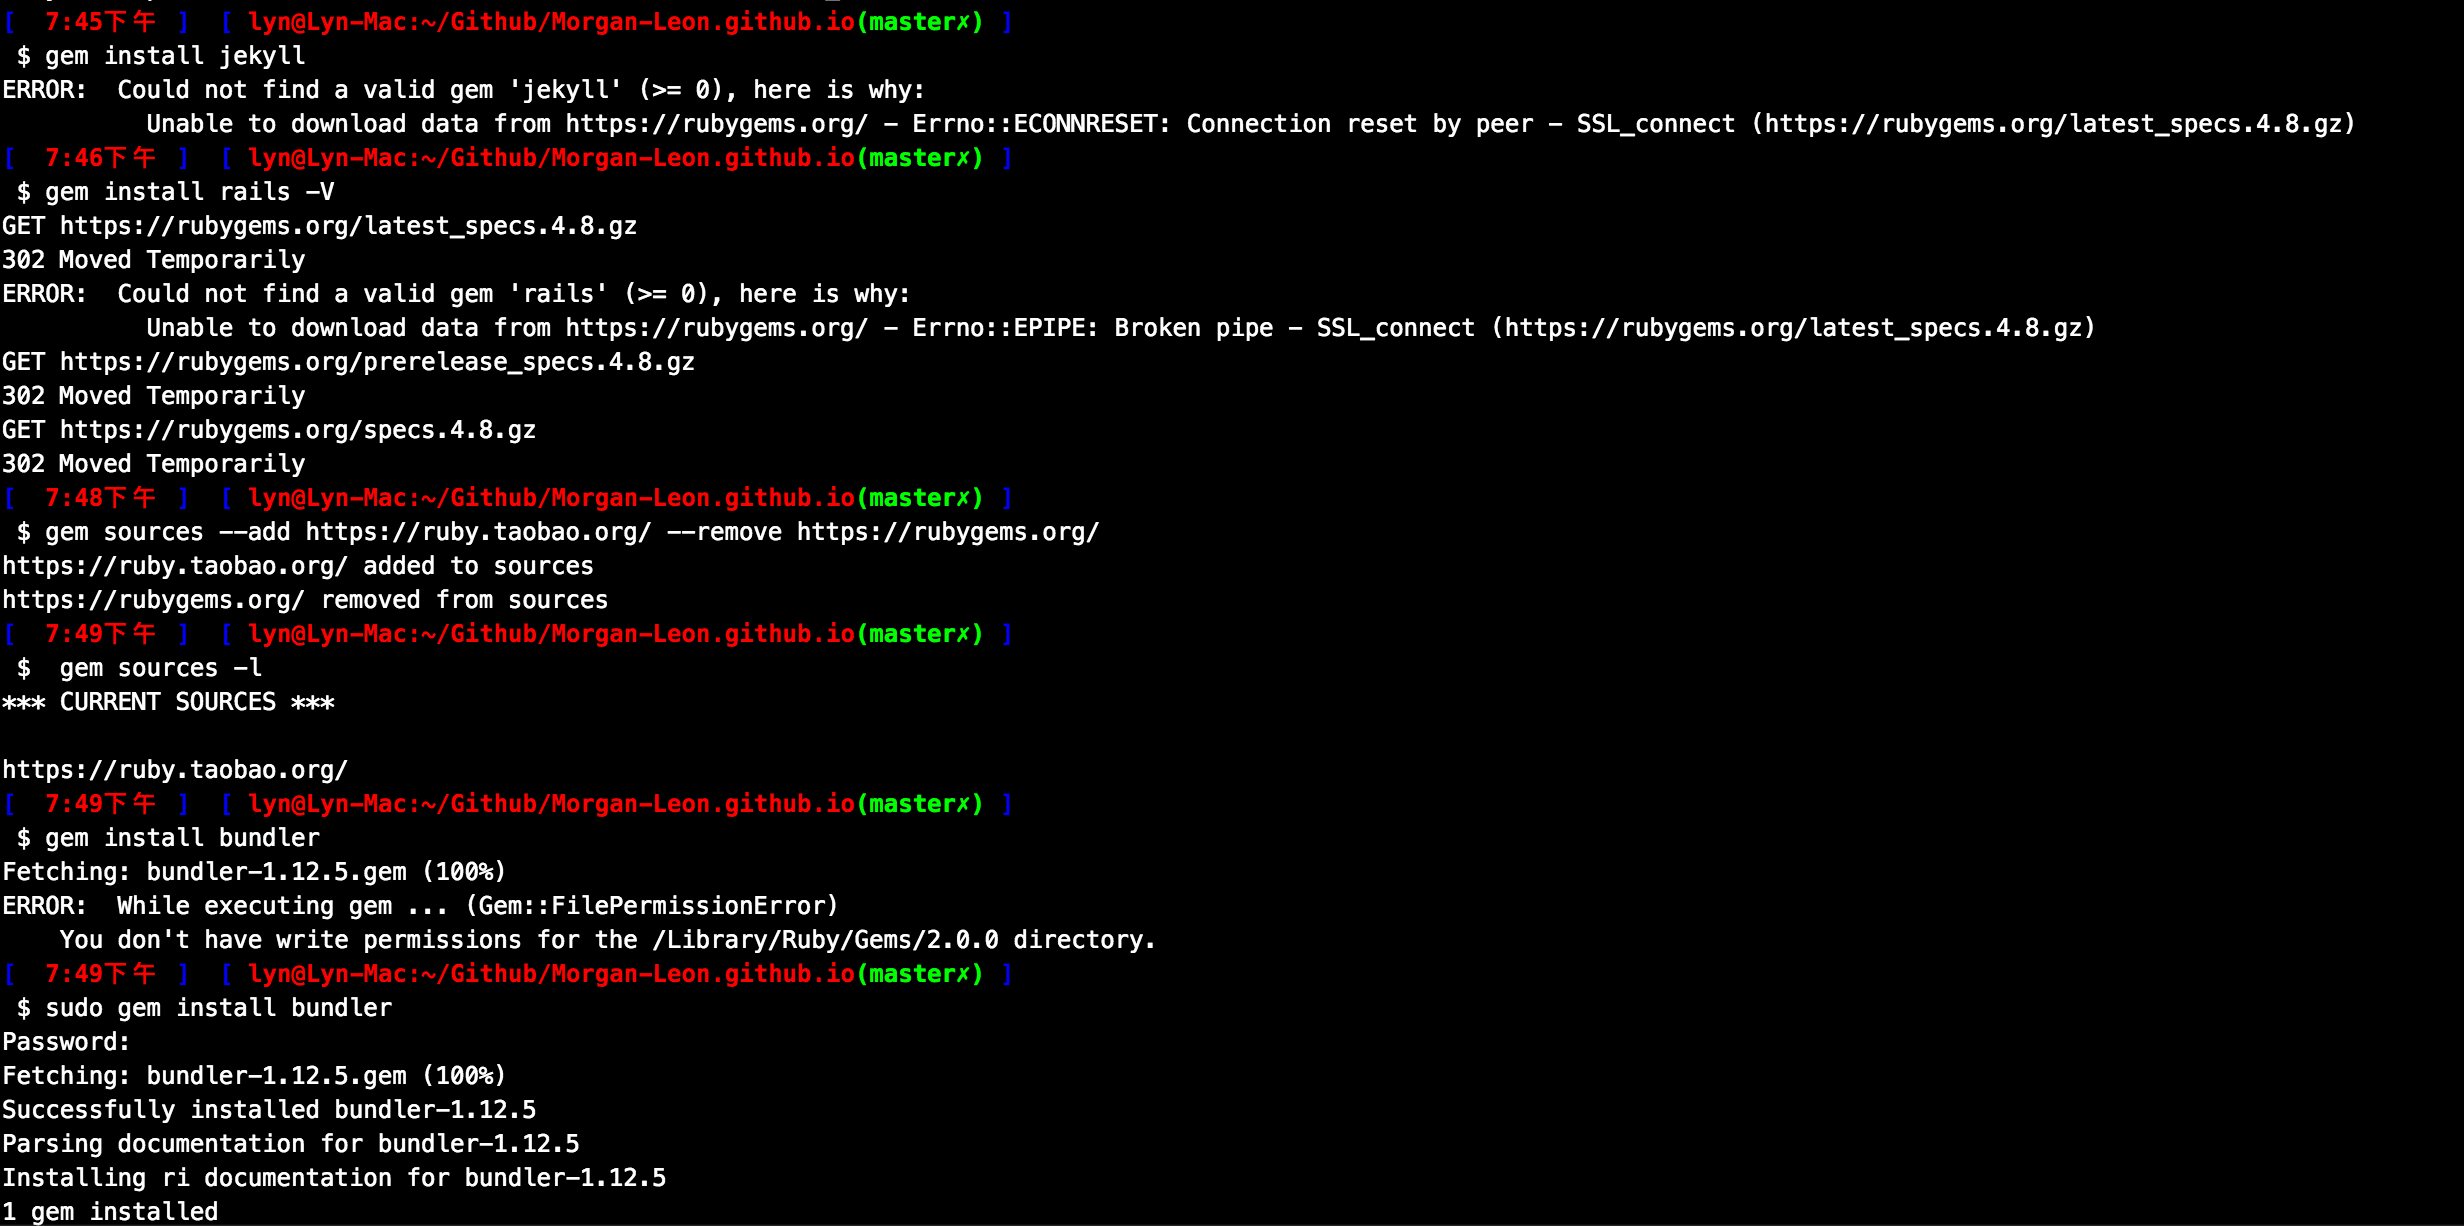 [  7:45下午 ]  [ lyn@Lyn-Mac:~/Github/Morgan-Leon.github.io(master✗) ]
 $ gem install jekyll
ERROR:  Could not find a valid gem 'jekyll' (>= 0), here is why:
          Unable to download data from https://rubygems.org/ - Errno::ECONNRESET: Connection reset by peer - SSL_connect (https://rubygems.org/latest_specs.4.8.gz)
[  7:46下午 ]  [ lyn@Lyn-Mac:~/Github/Morgan-Leon.github.io(master✗) ]
 $ gem install rails -V
GET https://rubygems.org/latest_specs.4.8.gz
302 Moved Temporarily
ERROR:  Could not find a valid gem 'rails' (>= 0), here is why:
          Unable to download data from https://rubygems.org/ - Errno::EPIPE: Broken pipe - SSL_connect (https://rubygems.org/latest_specs.4.8.gz)
GET https://rubygems.org/prerelease_specs.4.8.gz
302 Moved Temporarily
GET https://rubygems.org/specs.4.8.gz
302 Moved Temporarily
[  7:48下午 ]  [ lyn@Lyn-Mac:~/Github/Morgan-Leon.github.io(master✗) ]
 $ gem sources --add https://ruby.taobao.org/ --remove https://rubygems.org/
https://ruby.taobao.org/ added to sources
https://rubygems.org/ removed from sources
[  7:49下午 ]  [ lyn@Lyn-Mac:~/Github/Morgan-Leon.github.io(master✗) ]
 $  gem sources -l
*** CURRENT SOURCES ***

https://ruby.taobao.org/
[  7:49下午 ]  [ lyn@Lyn-Mac:~/Github/Morgan-Leon.github.io(master✗) ]
 $ gem install bundler
Fetching: bundler-1.12.5.gem (100%)
ERROR:  While executing gem ... (Gem::FilePermissionError)
    You don't have write permissions for the /Library/Ruby/Gems/2.0.0 directory.
[  7:49下午 ]  [ lyn@Lyn-Mac:~/Github/Morgan-Leon.github.io(master✗) ]
 $ sudo gem install bundler
Password:
Fetching: bundler-1.12.5.gem (100%)
Successfully installed bundler-1.12.5
Parsing documentation for bundler-1.12.5
Installing ri documentation for bundler-1.12.5
1 gem installed